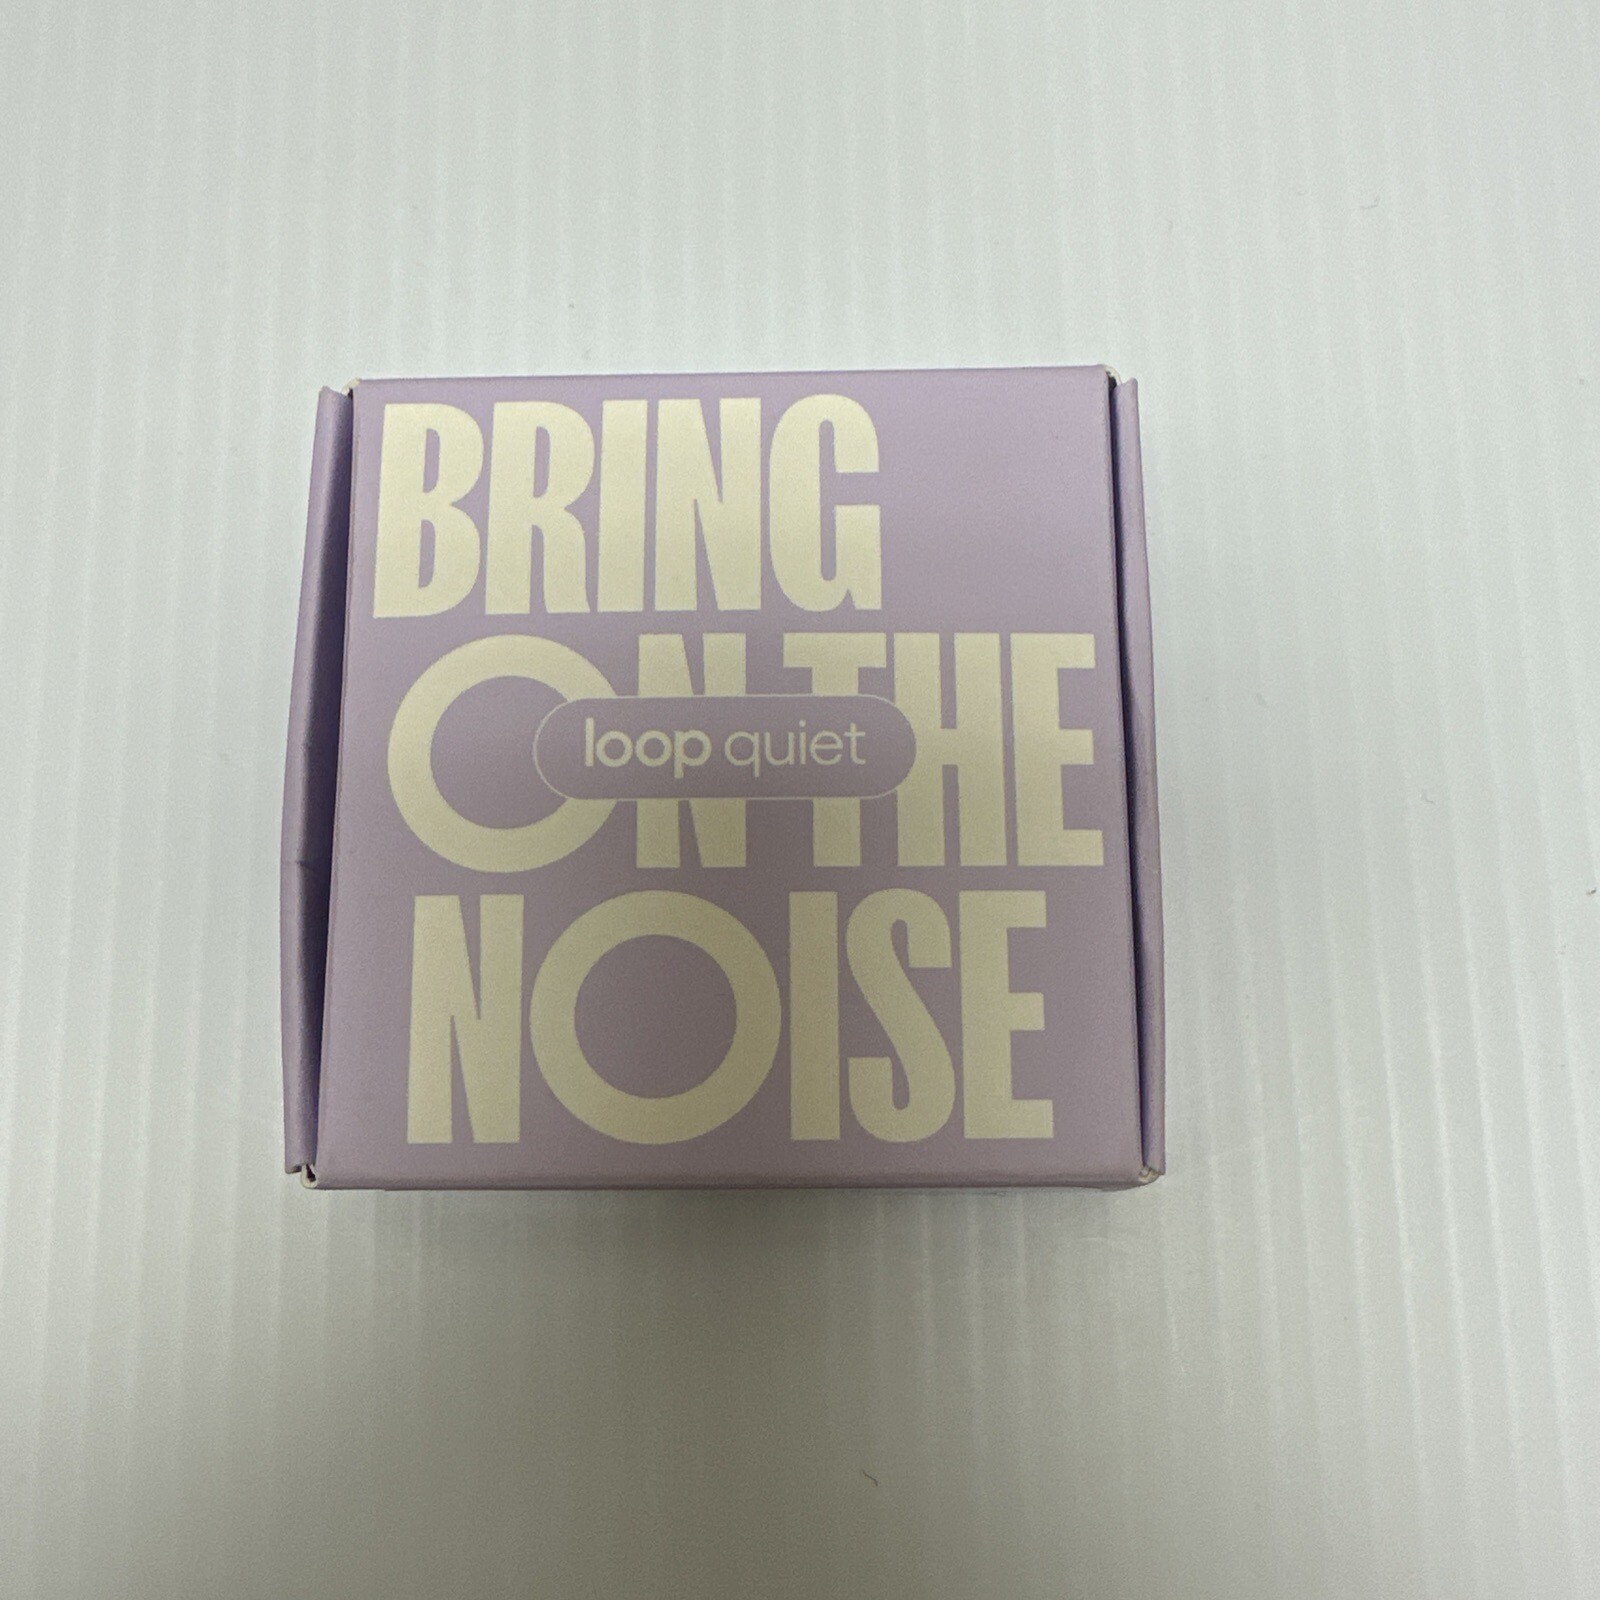 BRING
ON THE
loop quiet
NOISE